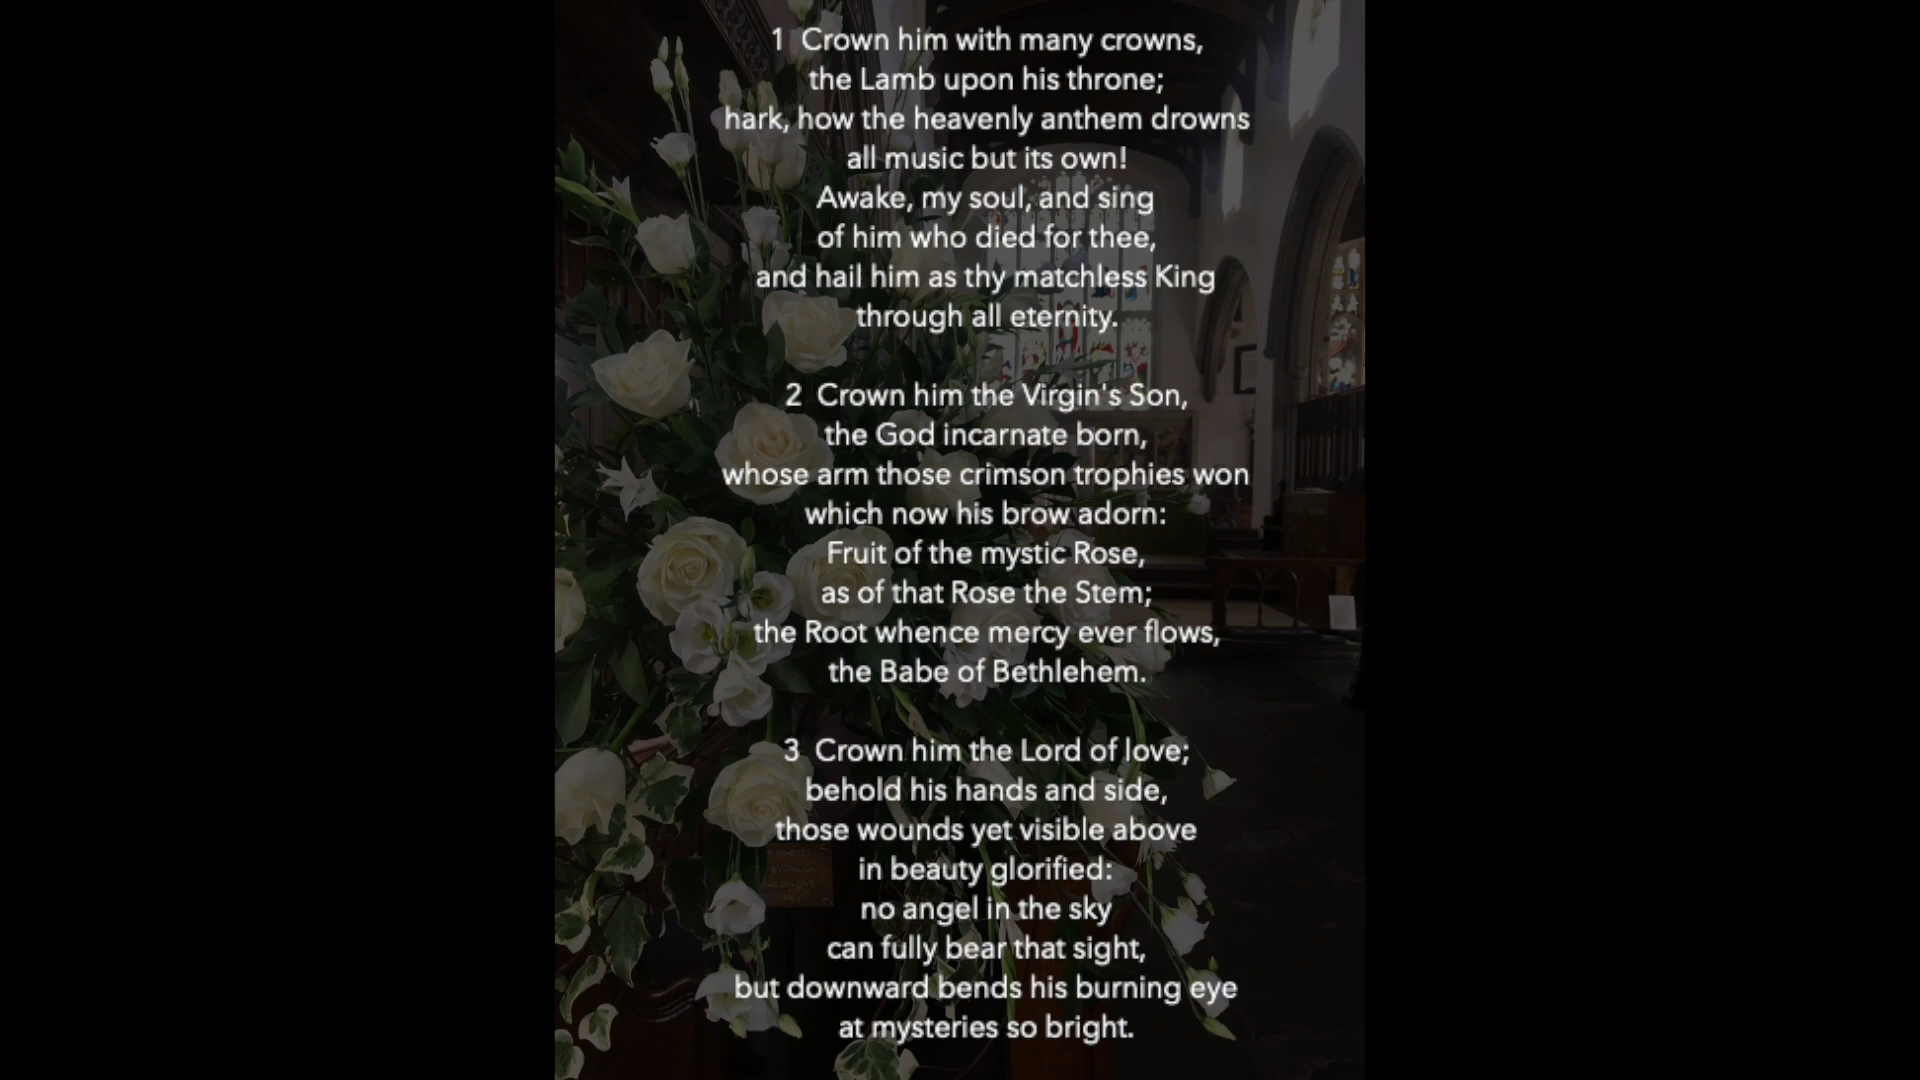 1 Crown him with many crowns,
the Lamb upon his throne;
hark, how the heavenly anthem drowns
all music but its own!
Awake, my soul, and sing
of him who died for thee,
and hail him as thy matchless King
through all eternity.
2 Crown him the Virgin's Son,
the God incarnate born,
whose arm those crimson trophies won
which now his brow adorn:
Fruit of the mystic Rose,
as of that Rose the Stem;
the Root whence mercy ever flows,
the Babe of Bethlehem.
3 Crown him the Lord of love;
behold his hands and side,
those wounds yet visible above
in beauty glorified:
no angel in the sky
can fully bear that sight,
but downward bends his burning eye
at mysteries so bright.